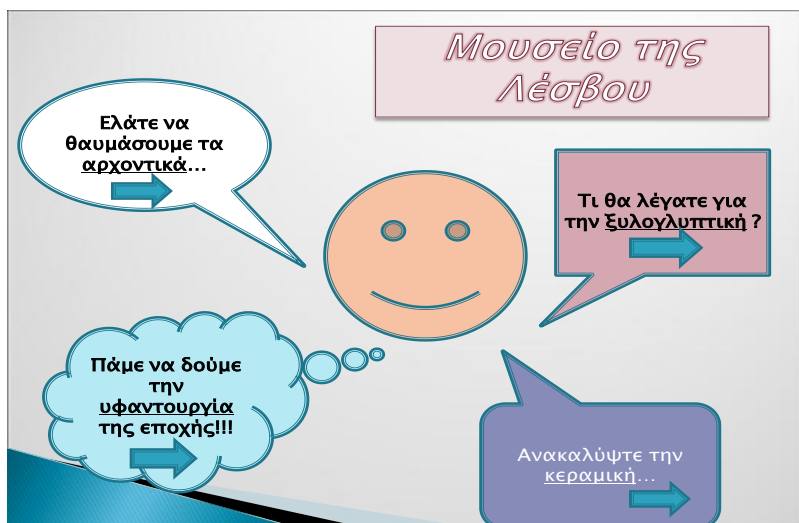 Μουσείο της
Λέσβου
Ελάτε να
θαυμάσουμε τα
αρχοντικά...
Τι θα λέγατε για
την ξυλογλυπτική ?
Πάμε να δούμε
την
υφαντουργία
της εποχής!!!
Ανακαλύψτε την
κεραμική...